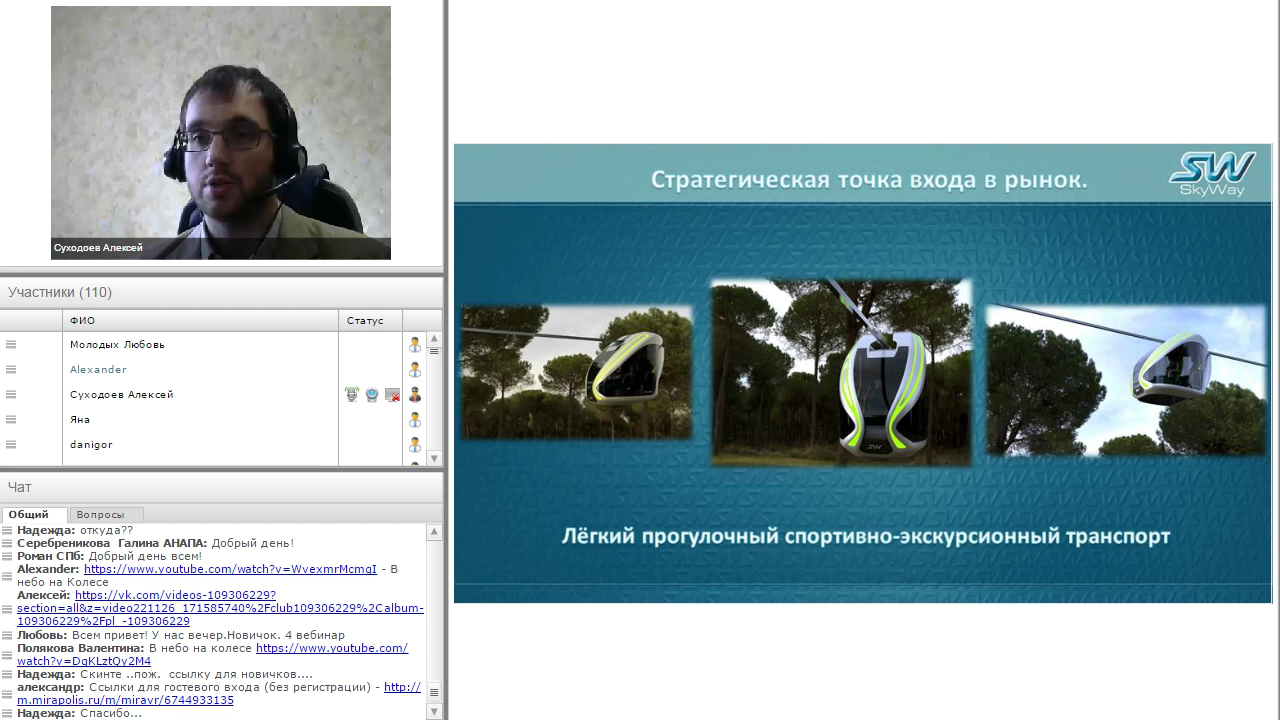 Суходоев Алексей
Участники (110)
ФИО
Статус
Молодых Любовь
Alexander
Суходоев Алексей
Яна
danigor
Чат
Общий
Вопросы
Надежда: откуда??
Серебреникова Галина АНАПА: Добрый день!
Роман СПб: Добрый день всем!
Alexander: https://www.youtube.com/watch?v=WvexmrMcmgI - В
небо на Колесе
Алексей: https://vk.com/videos-109306229?
section=all&z=video221126_171585740%2Fclub109306229%2Calbum-
109306229%2Fpl_-109306229
Любовь: Всем привет! У нас вечер.Новичок. 4 вебинар
Полякова Валентина: В небо на колесе https://www.youtube.com/
watch?v=DgKLztQv2M4
Надежда: Скинте ..пож. ссылку для новичков....
александр: Ссылки для гостевого входа (без регистрации) - http://
m.mirapolis.ru/m/miravr/6744933135
Надежда: Спасибо...
Стратегическая точка входа в рынок.
SW
SkyWay
SW
Лёгкий прогулочный спортивно-экскурсионный транспорт